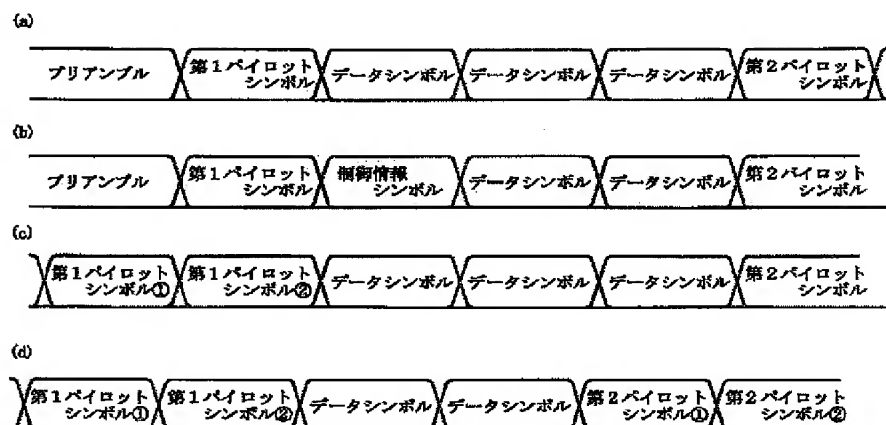 (a)
プリアンブル 第1パイロット シンボル データシンボル データシンボル データシンボル 第2パイロット シンボル
(b)
プリアンブル 第1パイロット シンボル 制御情報 シンボル データシンボル データシンボル 第2パイロット シンボル
(c)
第1パイロット シンボル① 第1パイロット シンボル② データシンボル データシンボル データシンボル 第2パイロット シンボル
(d)
第1パイロット シンボル① 第1パイロット シンボル② データシンボル データシンボル 第2パイロット シンボル① 第2パイロット シンボル②